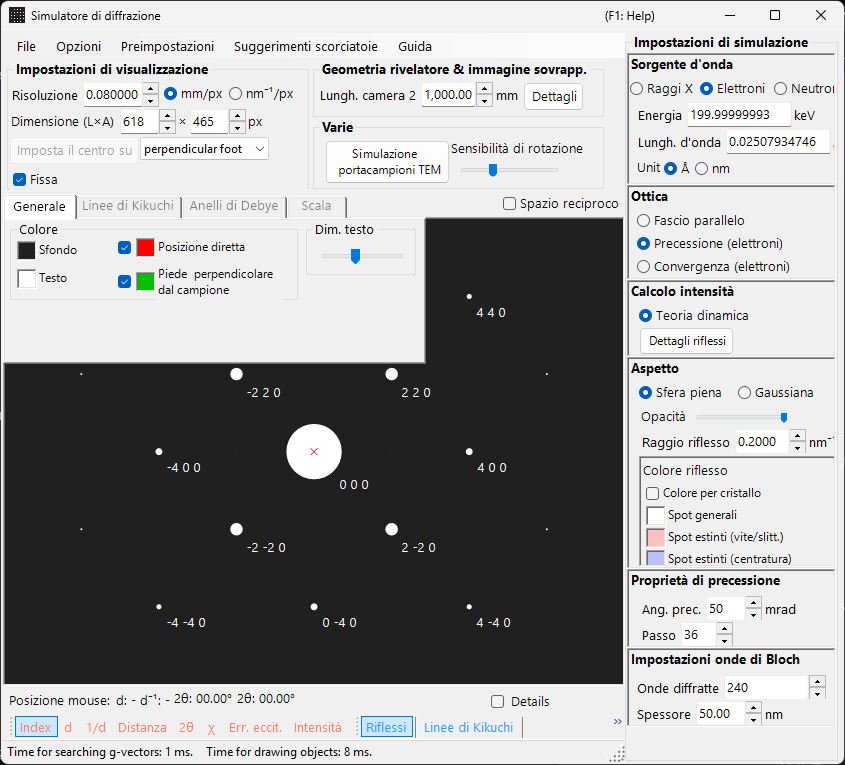 Simulatore di diffrazione
(F1: Help)
File Opzioni Preimpostazioni Suggerimenti scorciatoie Guida
Impostazioni di visualizzazione
Risoluzione 0.080000 mm/px nm⁻¹/px
Dimensione (L×A) 618 × 465 px
Imposta il centro su perpendicular foot
Fissa
Geometria rivelatore & immagine sovrapp.
Lungh. camera 2 1,000.00 mm Dettagli
Varie
Simulazione
portacampioni TEM
Sensibilità di rotazione
Generale Linee di Kikuchi Anelli di Debye Scala
Spazio reciproco
Colore
Sfondo
Posizione diretta
Testo
Piede perpendicolare
dal campione
Dim. testo
4 4 0
-2 2 0
2 2 0
-4 0 0
0 0 0
4 0 0
-2 -2 0
2 -2 0
-4 -4 0
0 -4 0
4 -4 0
Posizione mouse: d: - d⁻¹: - 2θ: 00.00° 2θ: 00.00°
Details
Index d 1/d Distanza 2θ χ Err. eccit. Intensità Riflessi Linee di Kikuchi »
Time for searching g-vectors: 1 ms. Time for drawing objects: 8 ms.
Impostazioni di simulazione
Sorgente d'onda
Raggi X Elettroni Neutror
Energia 199.99999993 keV
Lungh. d'onda 0.02507934746
Unit Å nm
Ottica
Fascio parallelo
Precessione (elettroni)
Convergenza (elettroni)
Calcolo intensità
Teoria dinamica
Dettagli riflessi
Aspetto
Sfera piena Gaussiana
Opacità
Raggio riflesso 0.2000 nm⁻
Colore riflesso
Colore per cristallo
Spot generali
Spot estinti (vite/slitt.)
Spot estinti (centratura)
Proprietà di precessione
Ang. prec. 50 mrad
Passo 36
Impostazioni onde di Bloch
Onde diffratte 240
Spessore 50.00 nm